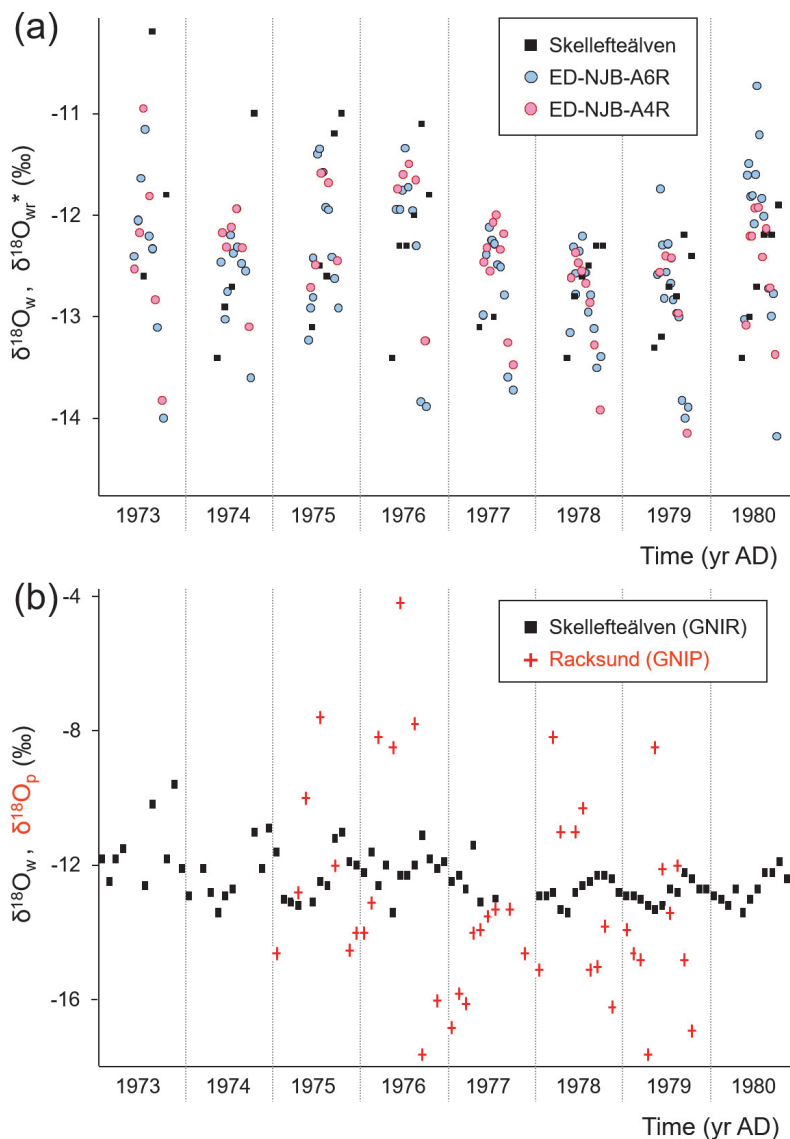 (a)
Skellefteälven
ED-NJB-A6R
ED-NJB-A4R
δ¹⁸Ow , δ¹⁸Owr* (‰)
-11
-12
-13
-14
1973 1974 1975 1976 1977 1978 1979 1980
Time (yr AD)
(b)
-4
Skellefteälven (GNIR)
Racksund (GNIP)
δ¹⁸Ow , δ¹⁸Op (‰)
-8
-12
-16
1973 1974 1975 1976 1977 1978 1979 1980
Time (yr AD)